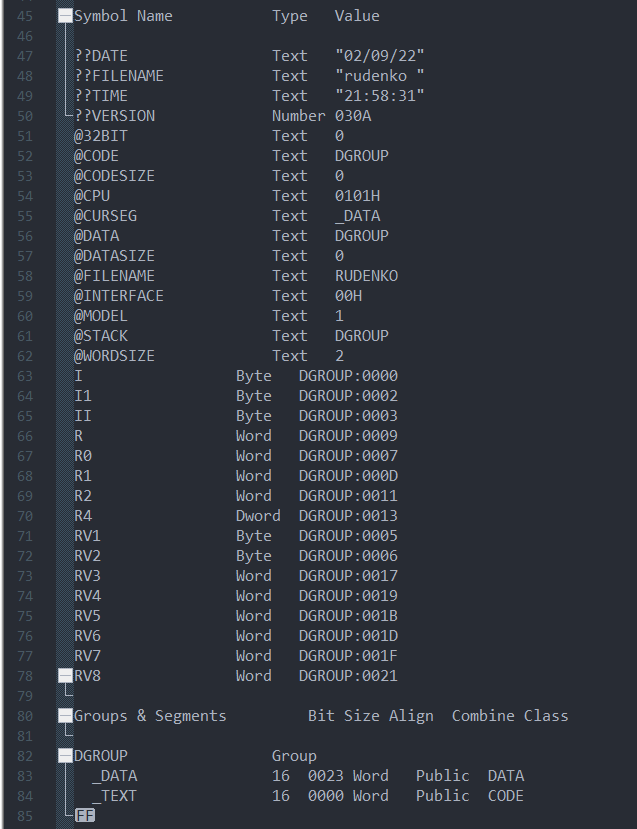 45 Symbol Name Type Value
46
47 ??DATE Text "02/09/22"
48 ??FILENAME Text "rudenko "
49 ??TIME Text "21:58:31"
50 ??VERSION Number 030A
51 @32BIT Text 0
52 @CODE Text DGROUP
53 @CODESIZE Text 0
54 @CPU Text 0101H
55 @CURSEG Text _DATA
56 @DATA Text DGROUP
57 @DATASIZE Text 0
58 @FILENAME Text RUDENKO
59 @INTERFACE Text 00H
60 @MODEL Text 1
61 @STACK Text DGROUP
62 @WORDSIZE Text 2
63 I Byte DGROUP:0000
64 I1 Byte DGROUP:0002
65 II Byte DGROUP:0003
66 R Word DGROUP:0009
67 R0 Word DGROUP:0007
68 R1 Word DGROUP:000D
69 R2 Word DGROUP:0011
70 R4 Dword DGROUP:0013
71 RV1 Byte DGROUP:0005
72 RV2 Byte DGROUP:0006
73 RV3 Word DGROUP:0017
74 RV4 Word DGROUP:0019
75 RV5 Word DGROUP:001B
76 RV6 Word DGROUP:001D
77 RV7 Word DGROUP:001F
78 RV8 Word DGROUP:0021
79
80 Groups & Segments Bit Size Align Combine Class
81
82 DGROUP Group
83 _DATA 16 0023 Word Public DATA
84 _TEXT 16 0000 Word Public CODE
85 FF